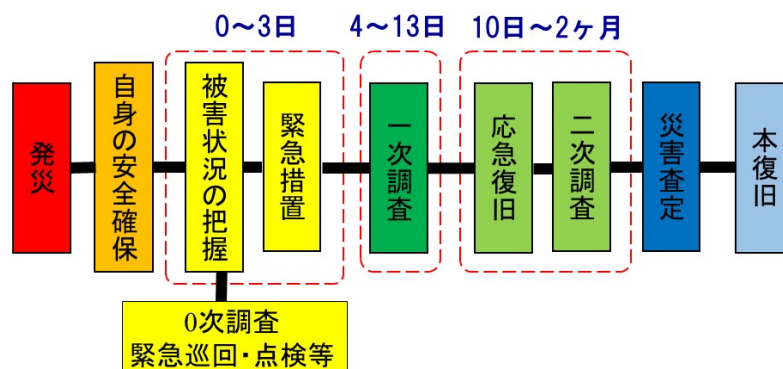 0~3日
4~13日
10日~2ヶ月
発災
自身の安全確保
被害状況の把握
緊急措置
一次調査
応急復旧
二次調査
災害査定
本復旧
0次調査
緊急巡回・点検等